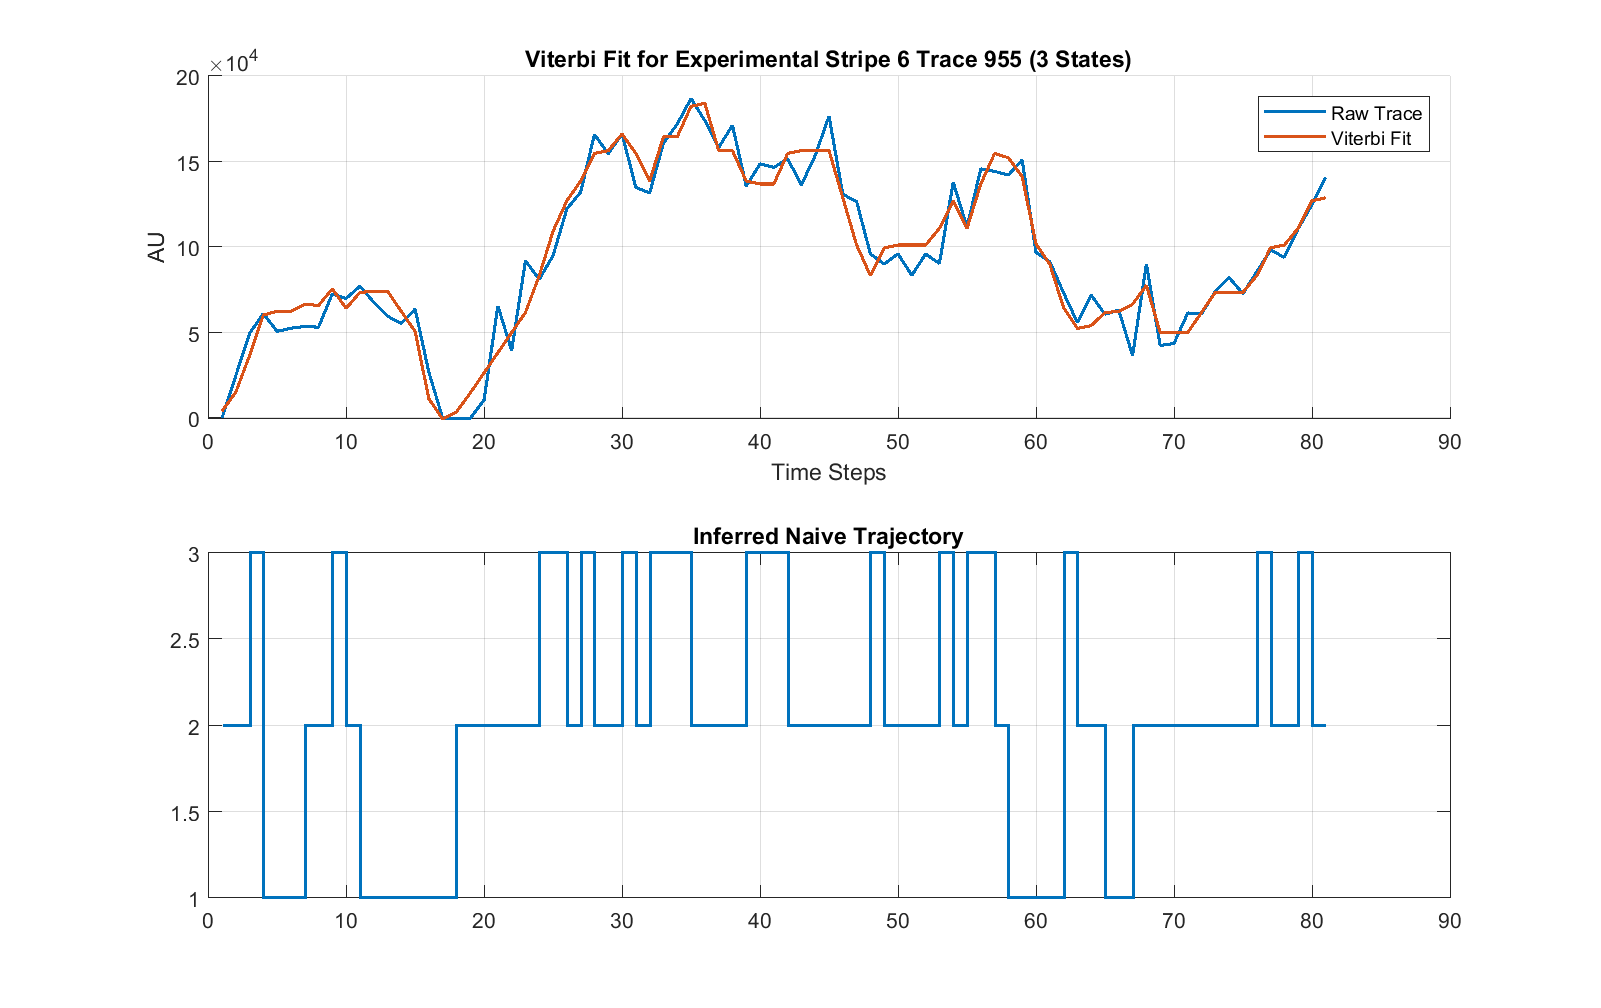 Viterbi Fit for Experimental Stripe 6 Trace 955 (3 States)
×10⁴
20
15
10
5
0
AU
Raw Trace
Viterbi Fit
0 10 20 30 40 50 60 70 80 90
Time Steps
Inferred Naive Trajectory
3
2.5
2
1.5
1
0 10 20 30 40 50 60 70 80 90